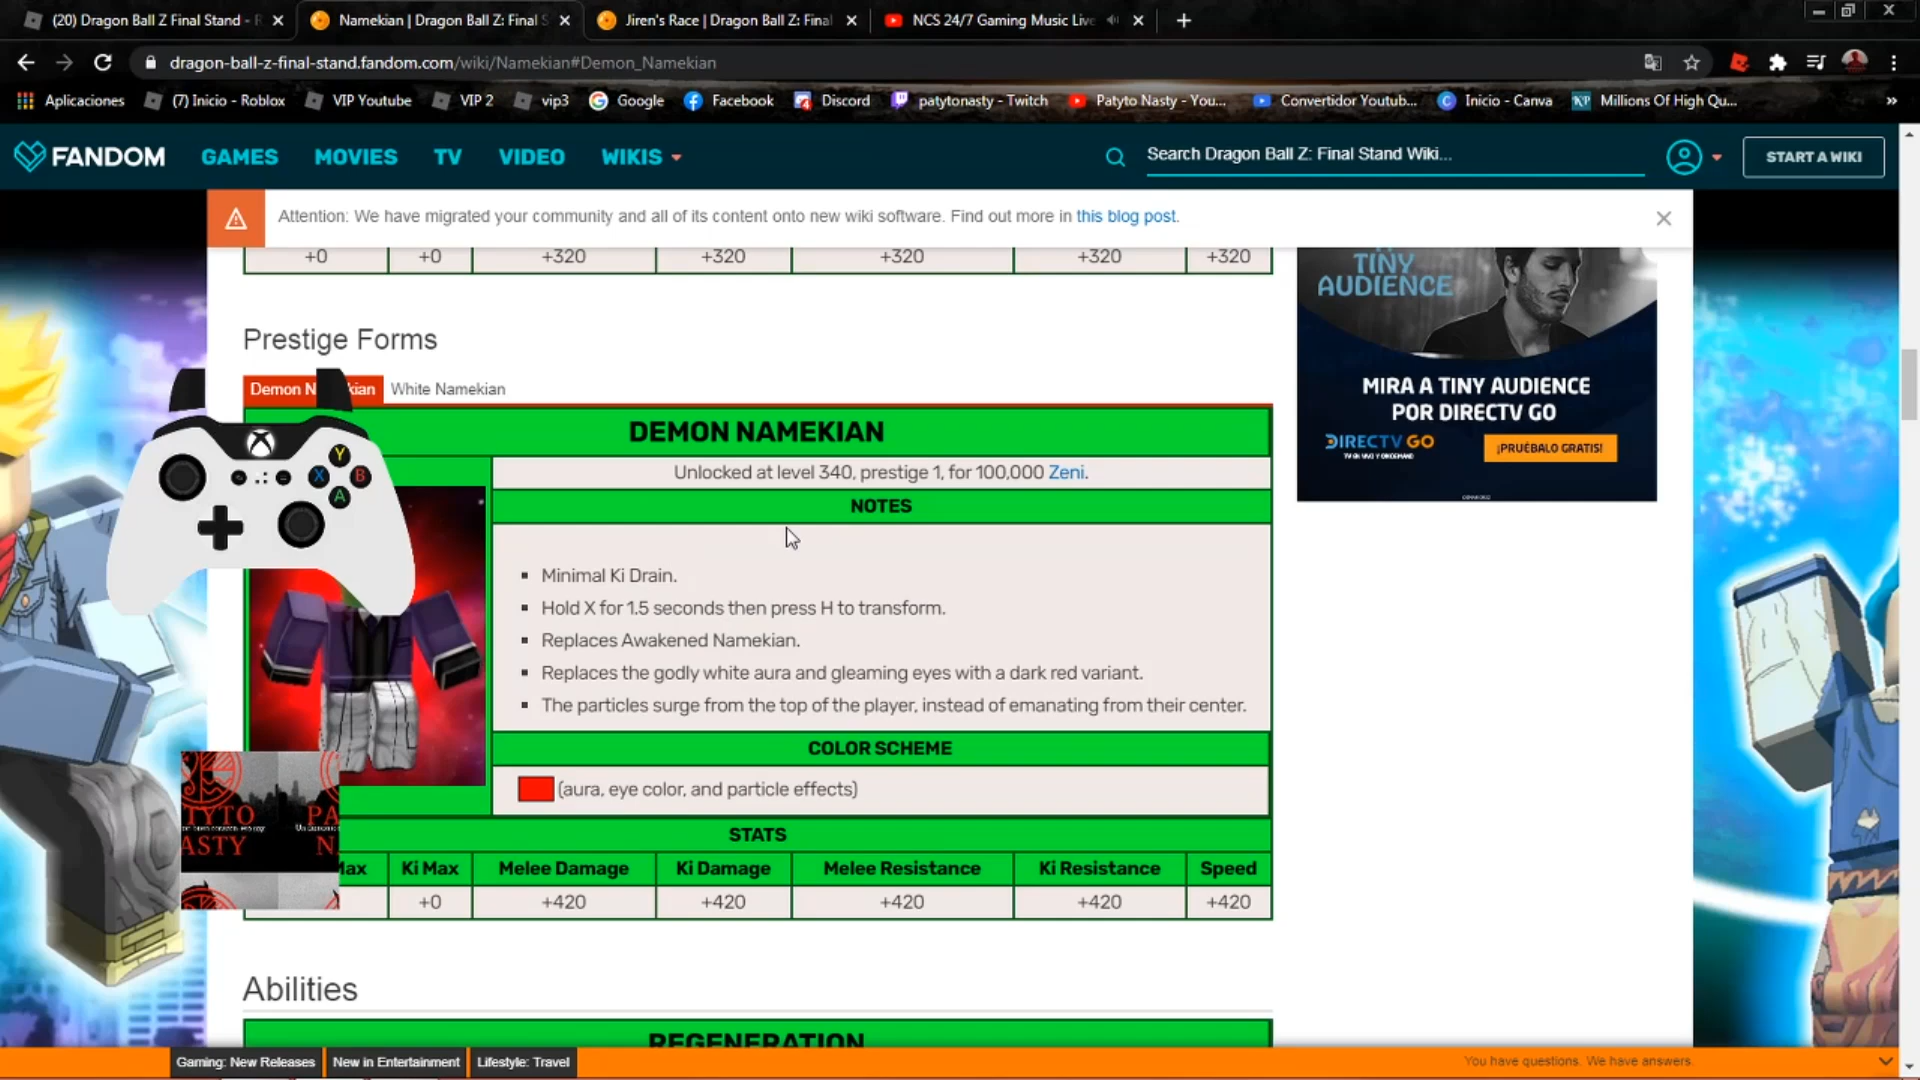 (20) Dragon Ball Z Final Stand - R
Namekian | Dragon Ball Z: Final S
Jiren's Race | Dragon Ball Z: Final
NCS 24/7 Gaming Music Live
dragon-ball-z-final-stand.fandom.com/wiki/Namekian#Demon_Namekian
Aplicaciones
(7) Inicio - Roblox
VIP Youtube
VIP 2
vip3
Google
Facebook
Discord
patytonasty - Twitch
Patyto Nasty - You...
Convertidor Youtub...
Inicio - Canva
Millions Of High Qu...
»
FANDOM
GAMES
MOVIES
TV
VIDEO
WIKIS
Search Dragon Ball Z: Final Stand Wiki...
START A WIKI
Attention: We have migrated your community and all of its content onto new wiki software. Find out more in this blog post.
+0 +0 +320 +320 +320 +320 +320
TINY
AUDIENCE
MIRA A TINY AUDIENCE
POR DIRECTV GO
DIRECTV GO
¡PRUÉBALO GRATIS!
Prestige Forms
Demon N kian
White Namekian
DEMON NAMEKIAN
Unlocked at level 340, prestige 1, for 100,000 Zeni.
NOTES
Y
X B
A
Minimal Ki Drain.
Hold X for 1.5 seconds then press H to transform.
Replaces Awakened Namekian.
Replaces the godly white aura and gleaming eyes with a dark red variant.
The particles surge from the top of the player, instead of emanating from their center.
COLOR SCHEME
(aura, eye color, and particle effects)
TYTO PA
ASTY N
STATS
Max Ki Max Melee Damage Ki Damage Melee Resistance Ki Resistance Speed
+0 +420 +420 +420 +420 +420
Abilities
REGENERATION
Gaming: New Releases
New in Entertainment
Lifestyle: Travel
You have questions. We have answers.